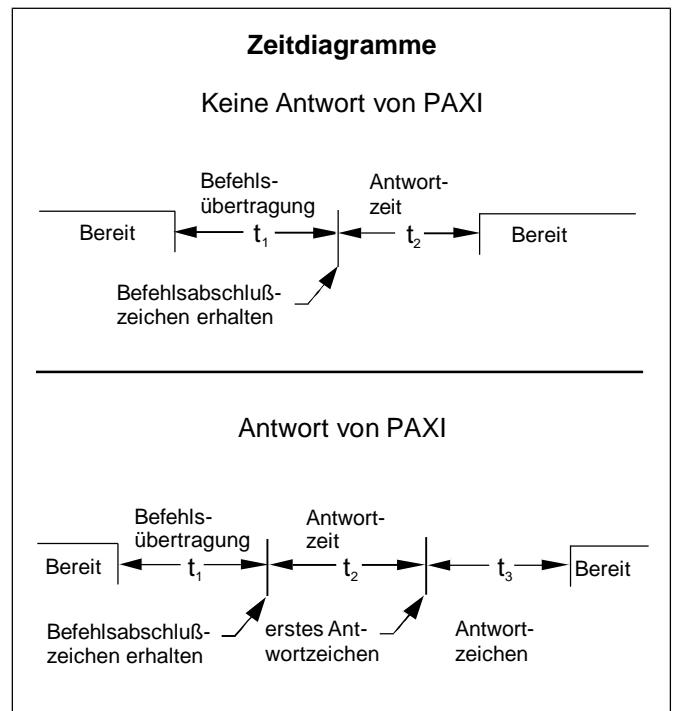 Zeitdiagramme
Keine Antwort von PAXI
Befehls-
übertragung
Antwort-
zeit
Bereit
t₁
t₂
Bereit
Befehlsabschluß-
zeichen erhalten
Antwort von PAXI
Befehls-
übertragung
Antwort-
zeit
Bereit
t₁
t₂
t₃
Bereit
Befehlsabschluß-
zeichen erhalten
erstes Ant-
wortzeichen
Antwort-
zeichen